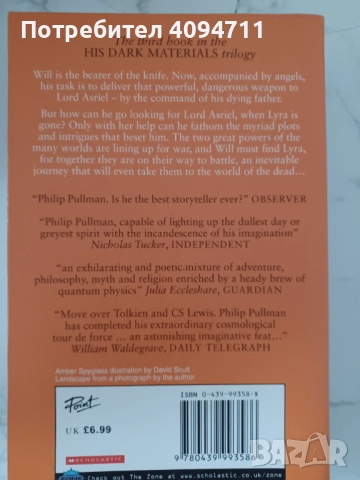 Потребител 4094711
The third book in the
HIS DARK MATERIALS trilogy
Will is the bearer of the knife. Now, accompanied by angels,
his task is to deliver that powerful, dangerous weapon to
Lord Asriel – by the command of his dying father.
But how can he go looking for Lord Asriel, when Lyra is
gone? Only with her help can he fathom the myriad plots
and intrigues that beset him. The two great powers of the
many worlds are lining up for war, and Will must find Lyra,
for together they are on their way to battle, an inevitable
journey that will even take them to the world of the dead...
“Philip Pullman. Is he the best storyteller ever?” OBSERVER
“Philip Pullman, capable of lighting up the dullest day or
greyest spirit with the incandescence of his imagination”
Nicholas Tucker, INDEPENDENT
“an exhilarating and poetic mixture of adventure,
philosophy, myth and religion enriched by a heady brew of
quantum physics” Julia Eccleshare, GUARDIAN
“Move over Tolkien and CS Lewis. Philip Pullman
has completed his extraordinary cosmological
tour de force ... an astonishing imaginative feat...”
William Waldegrave, DAILY TELEGRAPH
Amber Spyglass illustration by David Scutt
Landscape from a photograph by the author
Point
UK £6.99
SCHOLASTIC
ISBN 0-439-99358-X
9 780439 993586
Check out The Zone at www.scholastic.co.uk/zone
BAZAR